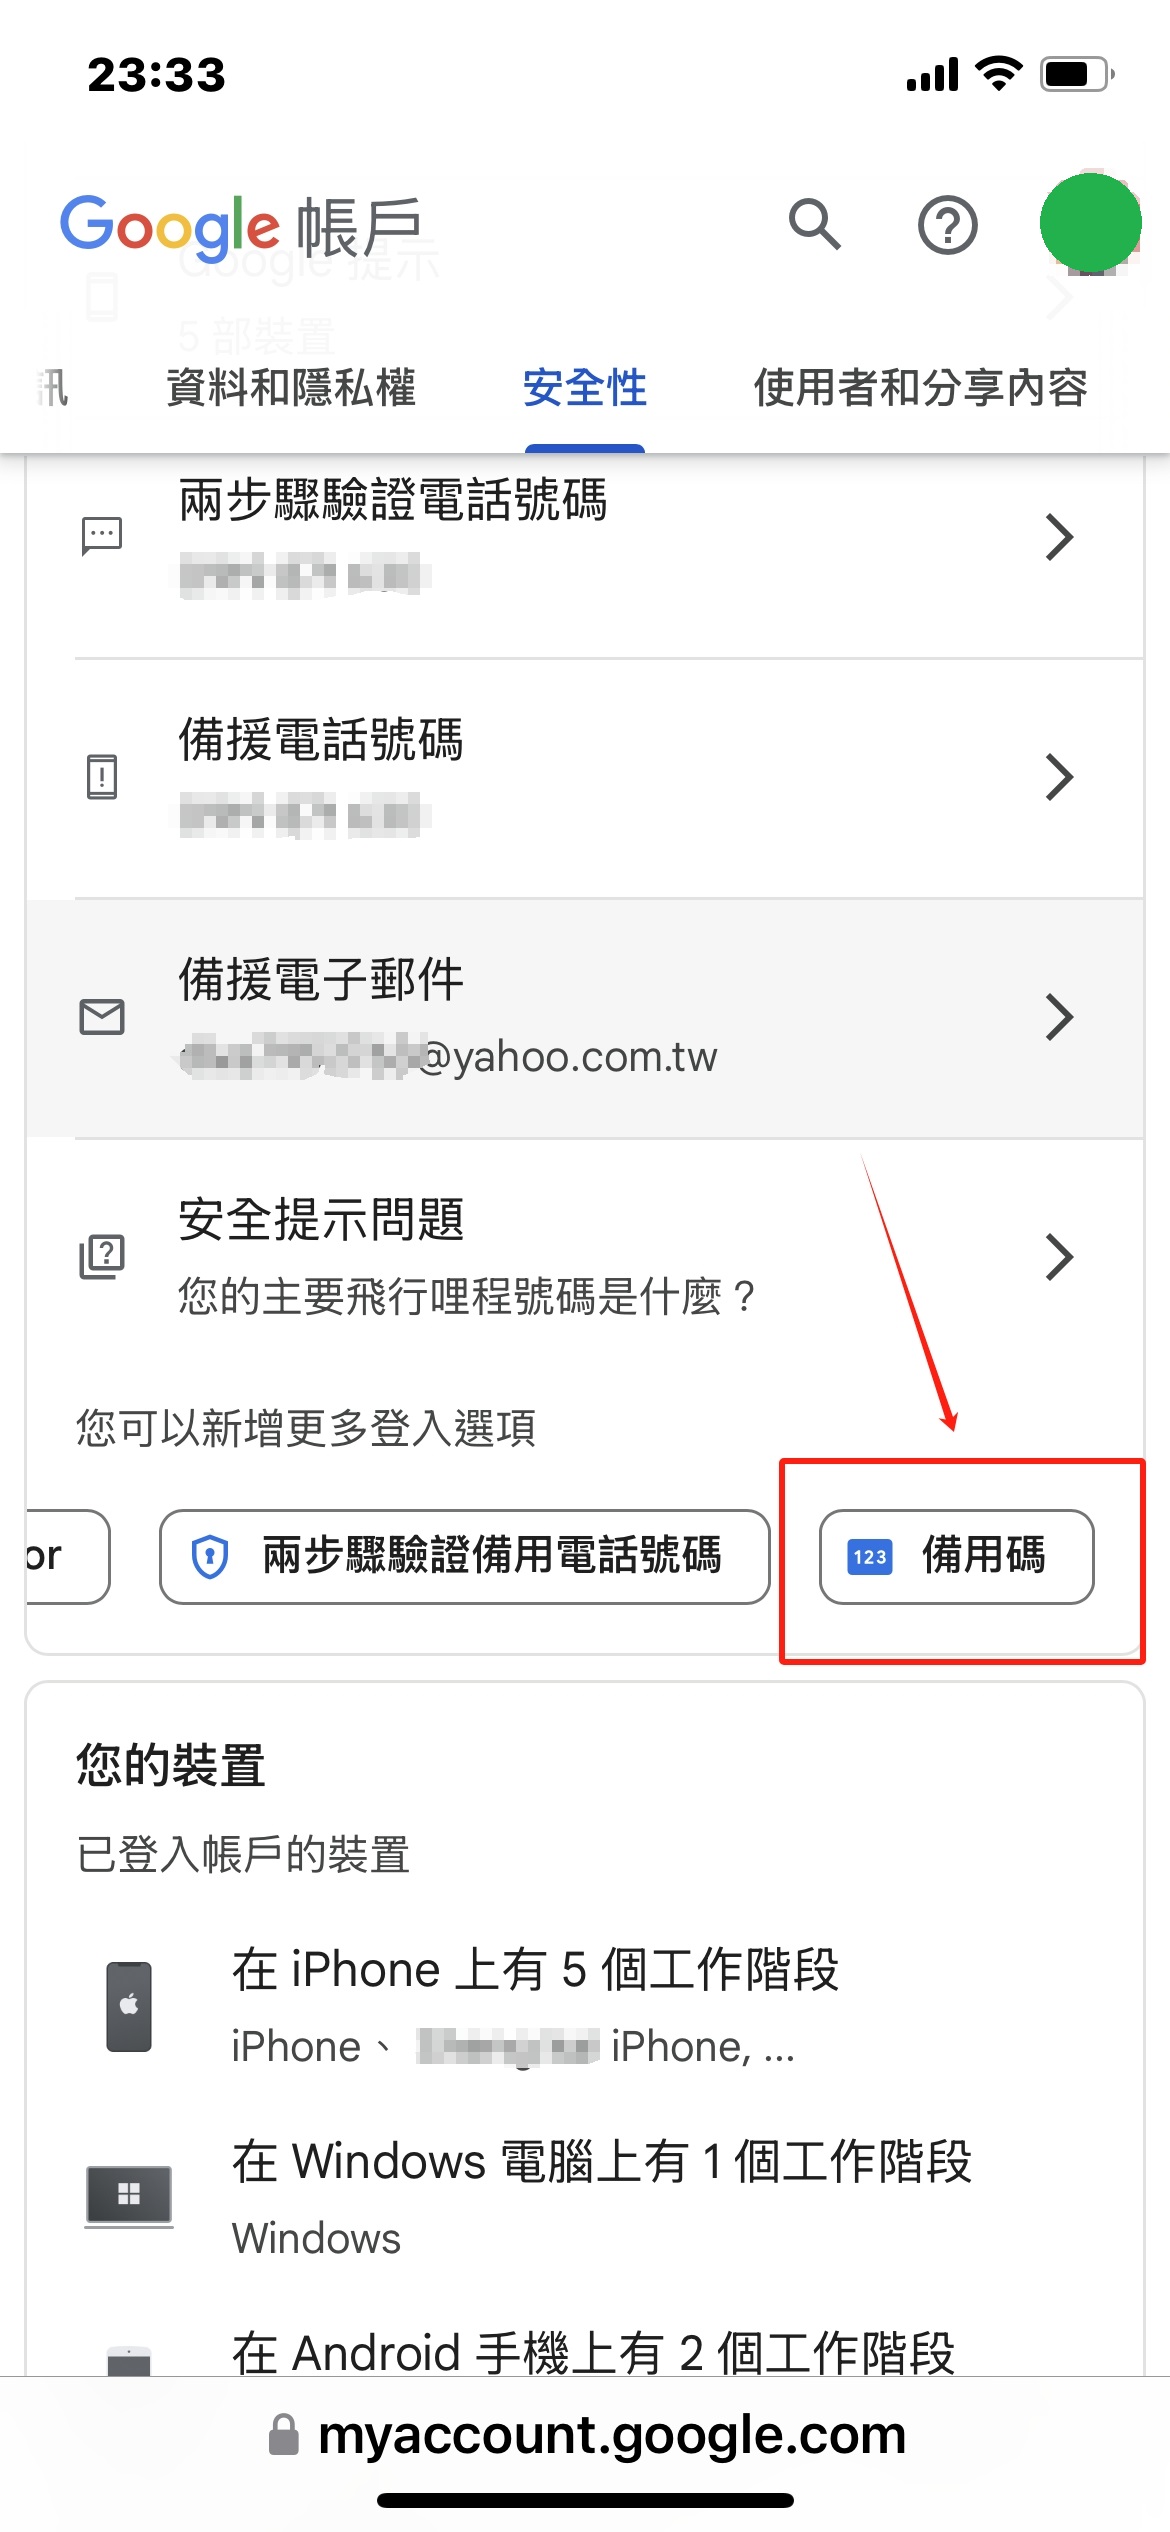 23:33
Google 帳戶
Google 提示
5 部裝置
訊 資料和隱私權 安全性 使用者和分享內容
兩步驟驗證電話號碼
備援電話號碼
備援電子郵件
@yahoo.com.tw
安全提示問題
您的主要飛行哩程號碼是什麼？
您可以新增更多登入選項
or 兩步驟驗證備用電話號碼 123 備用碼
您的裝置
已登入帳戶的裝置
在 iPhone 上有 5 個工作階段
iPhone、 iPhone, ...
在 Windows 電腦上有 1 個工作階段
Windows
在 Android 手機上有 2 個工作階段
myaccount.google.com